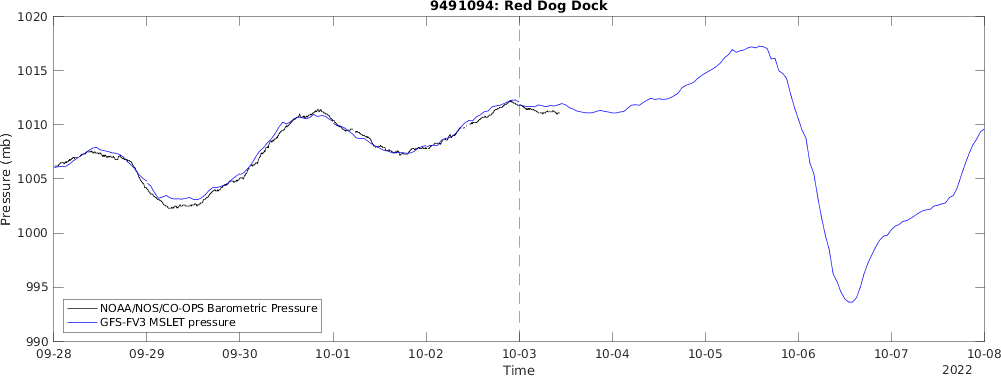 9491094: Red Dog Dock
Pressure (mb)
1020
1015
1010
1005
1000
995
990
NOAA/NOS/CO-OPS Barometric Pressure
GFS-FV3 MSLET pressure
09-28 09-29 09-30 10-01 10-02 10-03 10-04 10-05 10-06 10-07 10-08
Time
2022